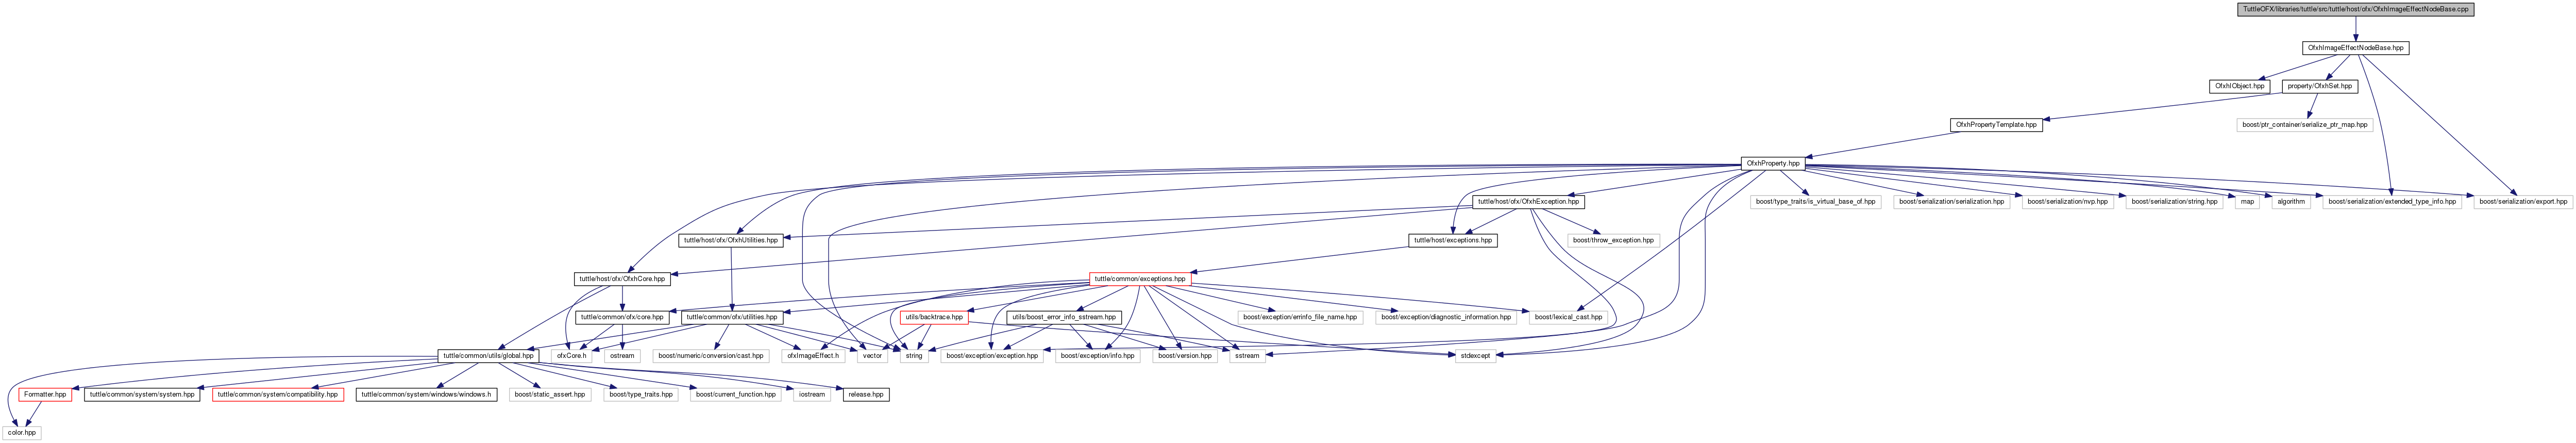 TuttleOFX/libraries/tuttle/src/tuttle/host/ofx/OfxhImageEffectNodeBase.cpp
OfxhImageEffectNodeBase.hpp
OfxhIObject.hpp
property/OfxhSet.hpp
OfxhPropertyTemplate.hpp
boost/ptr_container/serialize_ptr_map.hpp
OfxhProperty.hpp
tuttle/host/ofx/OfxhException.hpp
boost/type_traits/is_virtual_base_of.hpp
boost/serialization/serialization.hpp
boost/serialization/nvp.hpp
boost/serialization/string.hpp
map
algorithm
boost/serialization/extended_type_info.hpp
boost/serialization/export.hpp
tuttle/host/ofx/OfxhUtilities.hpp
tuttle/host/exceptions.hpp
boost/throw_exception.hpp
tuttle/host/ofx/OfxhCore.hpp
tuttle/common/exceptions.hpp
tuttle/common/ofx/core.hpp
tuttle/common/ofx/utilities.hpp
utils/backtrace.hpp
utils/boost_error_info_sstream.hpp
boost/exception/errinfo_file_name.hpp
boost/exception/diagnostic_information.hpp
boost/lexical_cast.hpp
tuttle/common/utils/global.hpp
ofxCore.h
ostream
boost/numeric/conversion/cast.hpp
ofxImageEffect.h
vector
string
boost/exception/exception.hpp
boost/exception/info.hpp
boost/version.hpp
sstream
stdexcept
Formatter.hpp
tuttle/common/system/system.hpp
tuttle/common/system/compatibility.hpp
tuttle/common/system/windows/windows.h
boost/static_assert.hpp
boost/type_traits.hpp
boost/current_function.hpp
iostream
release.hpp
color.hpp